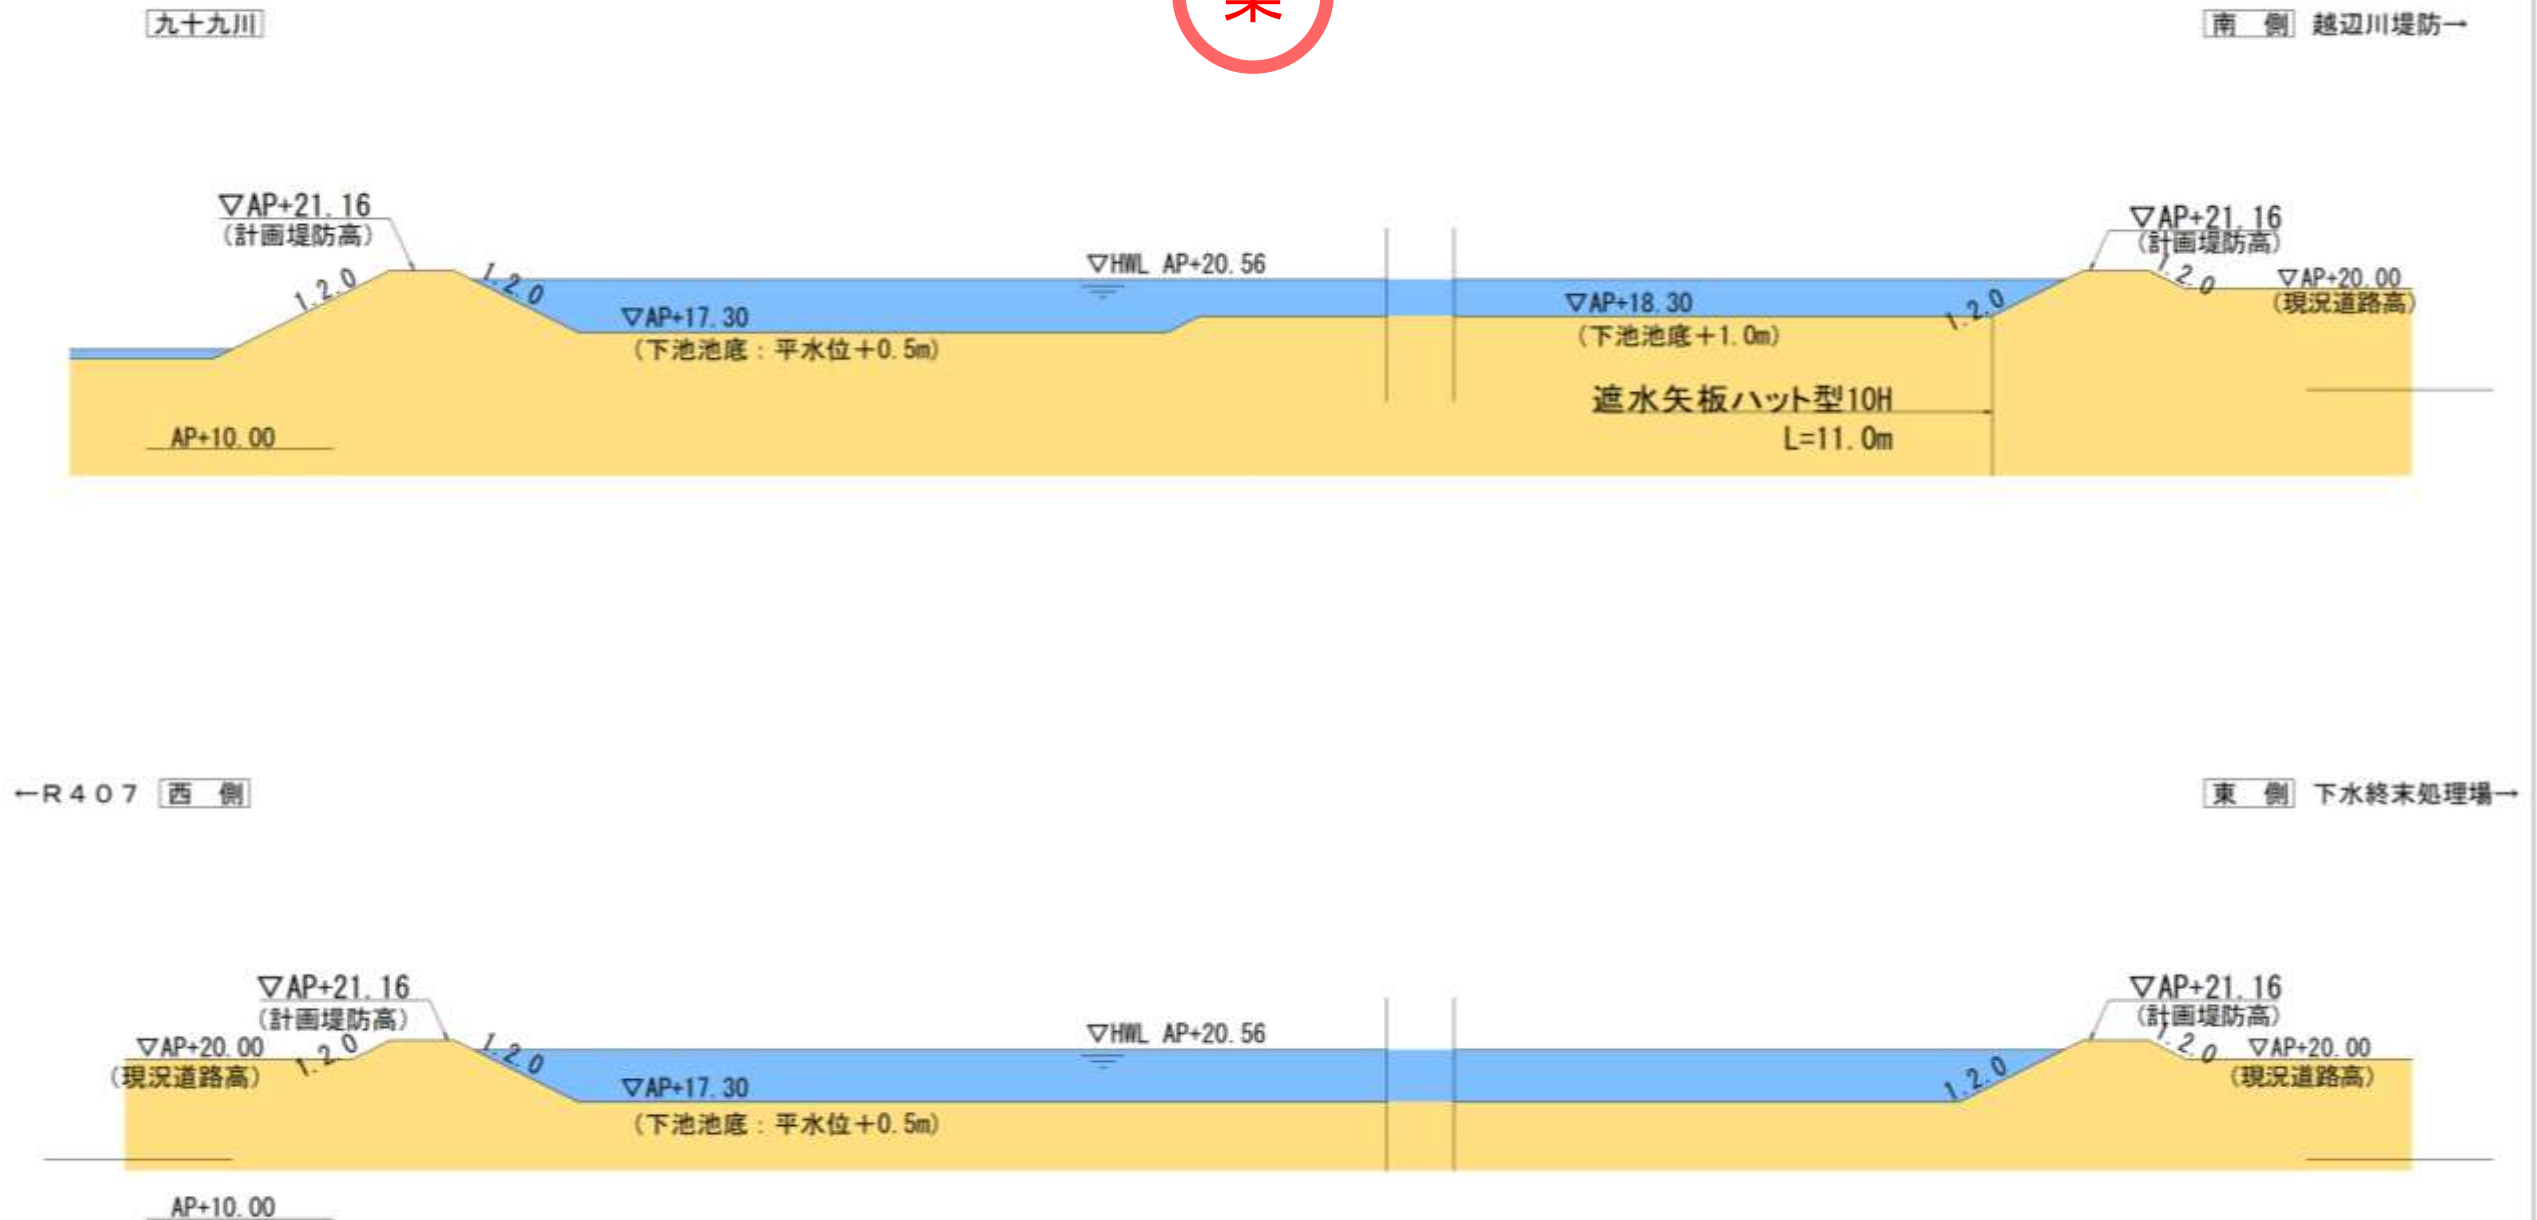 九十九川
南 側 越辺川堤防→
▽AP+21.16
(計画堤防高)
1.2.0
1.2.0
▽HWL AP+20.56
▽AP+17.30
(下池池底:平水位+0.5m)
▽AP+18.30
(下池池底+1.0m)
1.2.0
▽AP+21.16
(計画堤防高)
1.2.0
▽AP+20.00
(現況道路高)
遮水矢板ハット型10H
L=11.0m
AP+10.00
←R407 西 側
東 側 下水終末処理場→
▽AP+21.16
(計画堤防高)
▽AP+20.00
(現況道路高)
1.2.0
1.2.0
▽HWL AP+20.56
▽AP+17.30
(下池池底:平水位+0.5m)
1.2.0
▽AP+21.16
(計画堤防高)
1.2.0
▽AP+20.00
(現況道路高)
AP+10.00